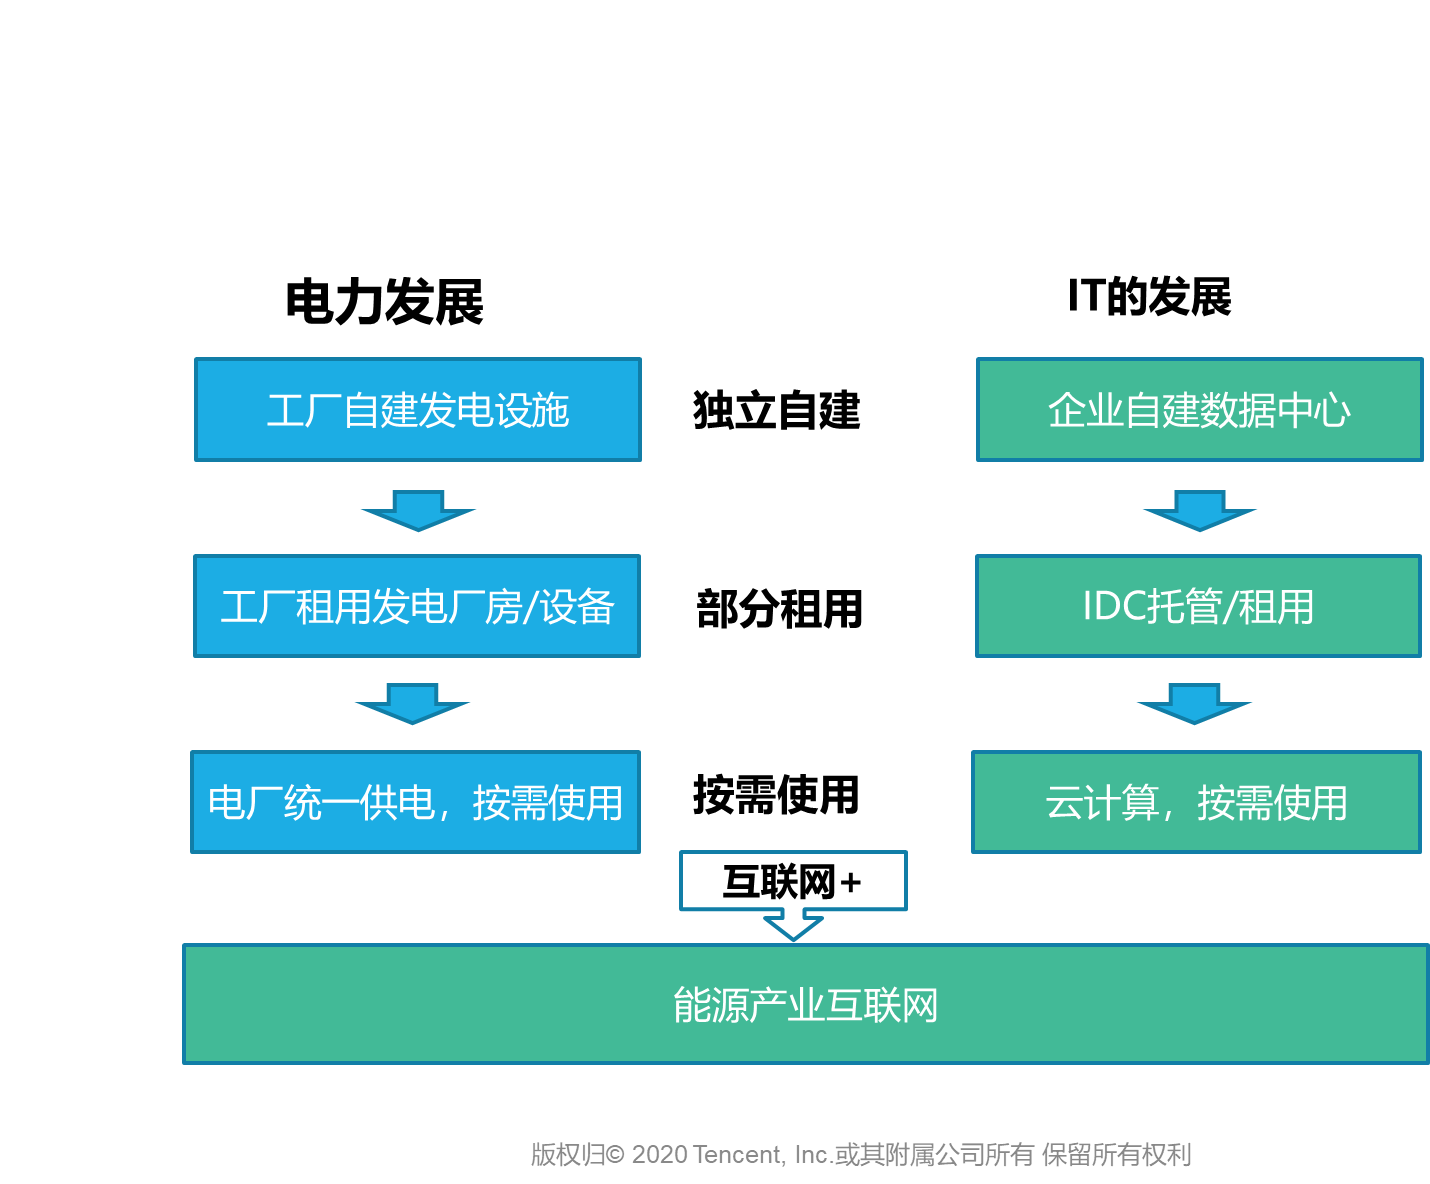 电力发展
IT的发展
工厂自建发电设施
独立自建
企业自建数据中心
工厂租用发电厂房/设备
部分租用
IDC托管/租用
电厂统一供电，按需使用
按需使用
云计算，按需使用
互联网+
能源产业互联网
版权归© 2020 Tencent, Inc.或其附属公司所有 保留所有权利